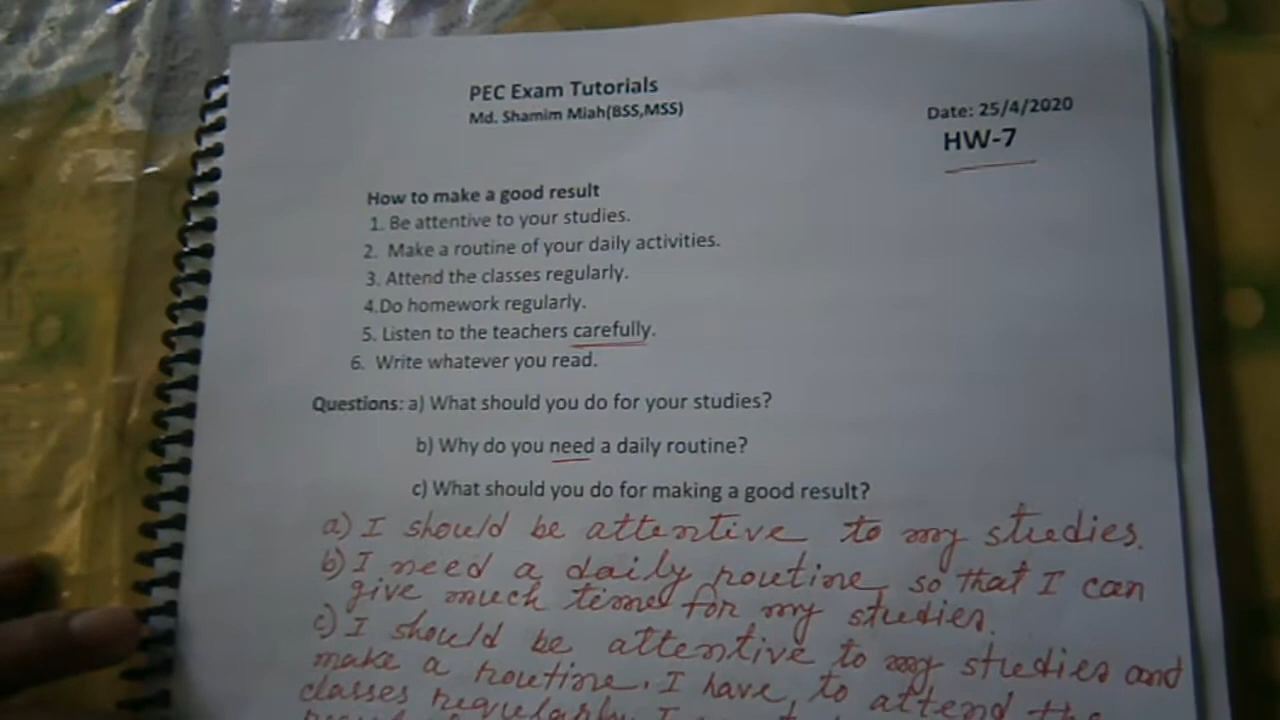 PEC Exam Tutorials
Md. Shamim Miah(BSS,MSS)
Date: 25/4/2020
HW-7
How to make a good result
1. Be attentive to your studies.
2. Make a routine of your daily activities.
3. Attend the classes regularly.
4.Do homework regularly.
5. Listen to the teachers carefully.
6. Write whatever you read.
Questions: a) What should you do for your studies?
b) Why do you need a daily routine?
c) What should you do for making a good result?
a) I should be attentive to my studies.
b) I need a daily routine so that I can
give much time for my studies.
c) I should be attentive to my studies and
make a routine. I have to attend the
classes regularly. I